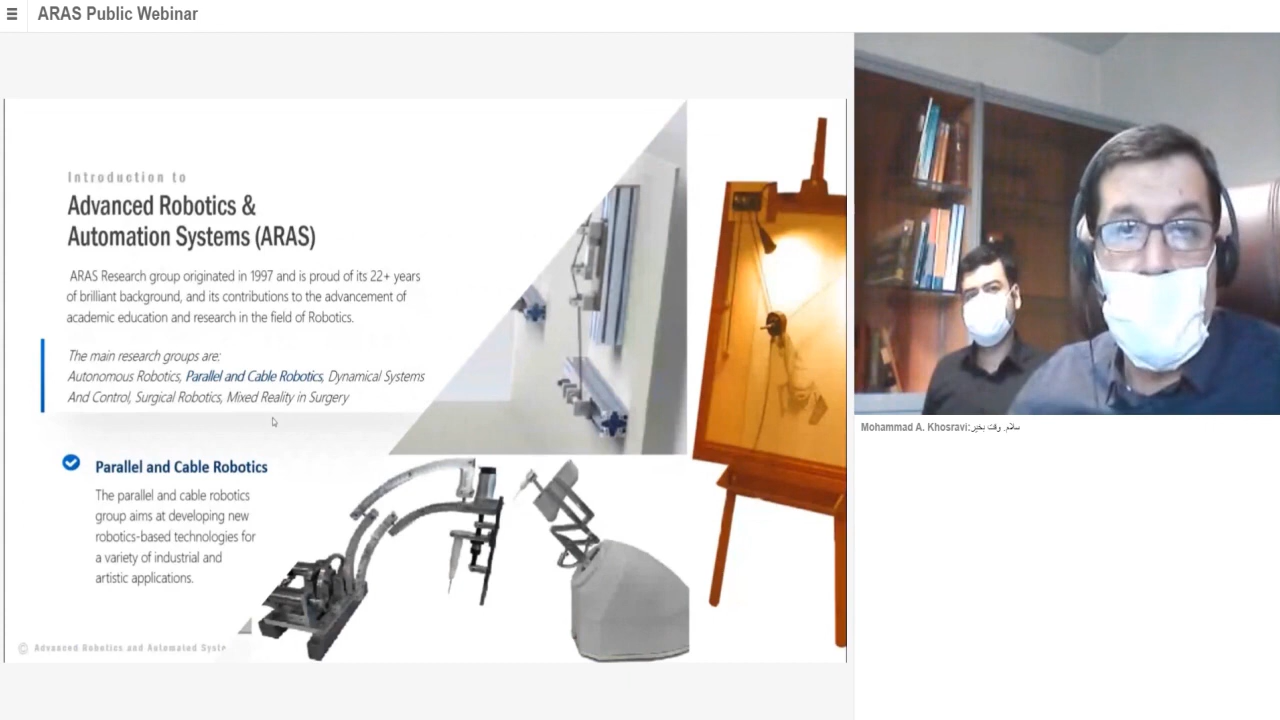 ARAS Public Webinar
Introduction to
Advanced Robotics &
Automation Systems (ARAS)
ARAS Research group originated in 1997 and is proud of its 22+ years
of brilliant background, and its contributions to the advancement of
academic education and research in the field of Robotics.
The main research groups are:
Autonomous Robotics, Parallel and Cable Robotics, Dynamical Systems
And Control, Surgical Robotics, Mixed Reality in Surgery
Parallel and Cable Robotics
The parallel and cable robotics
group aims at developing new
robotics-based technologies for
a variety of industrial and
artistic applications.
© Advanced Robotics and Automated Syste
Mohammad A. Khosravi: سلام. وقت بخیر